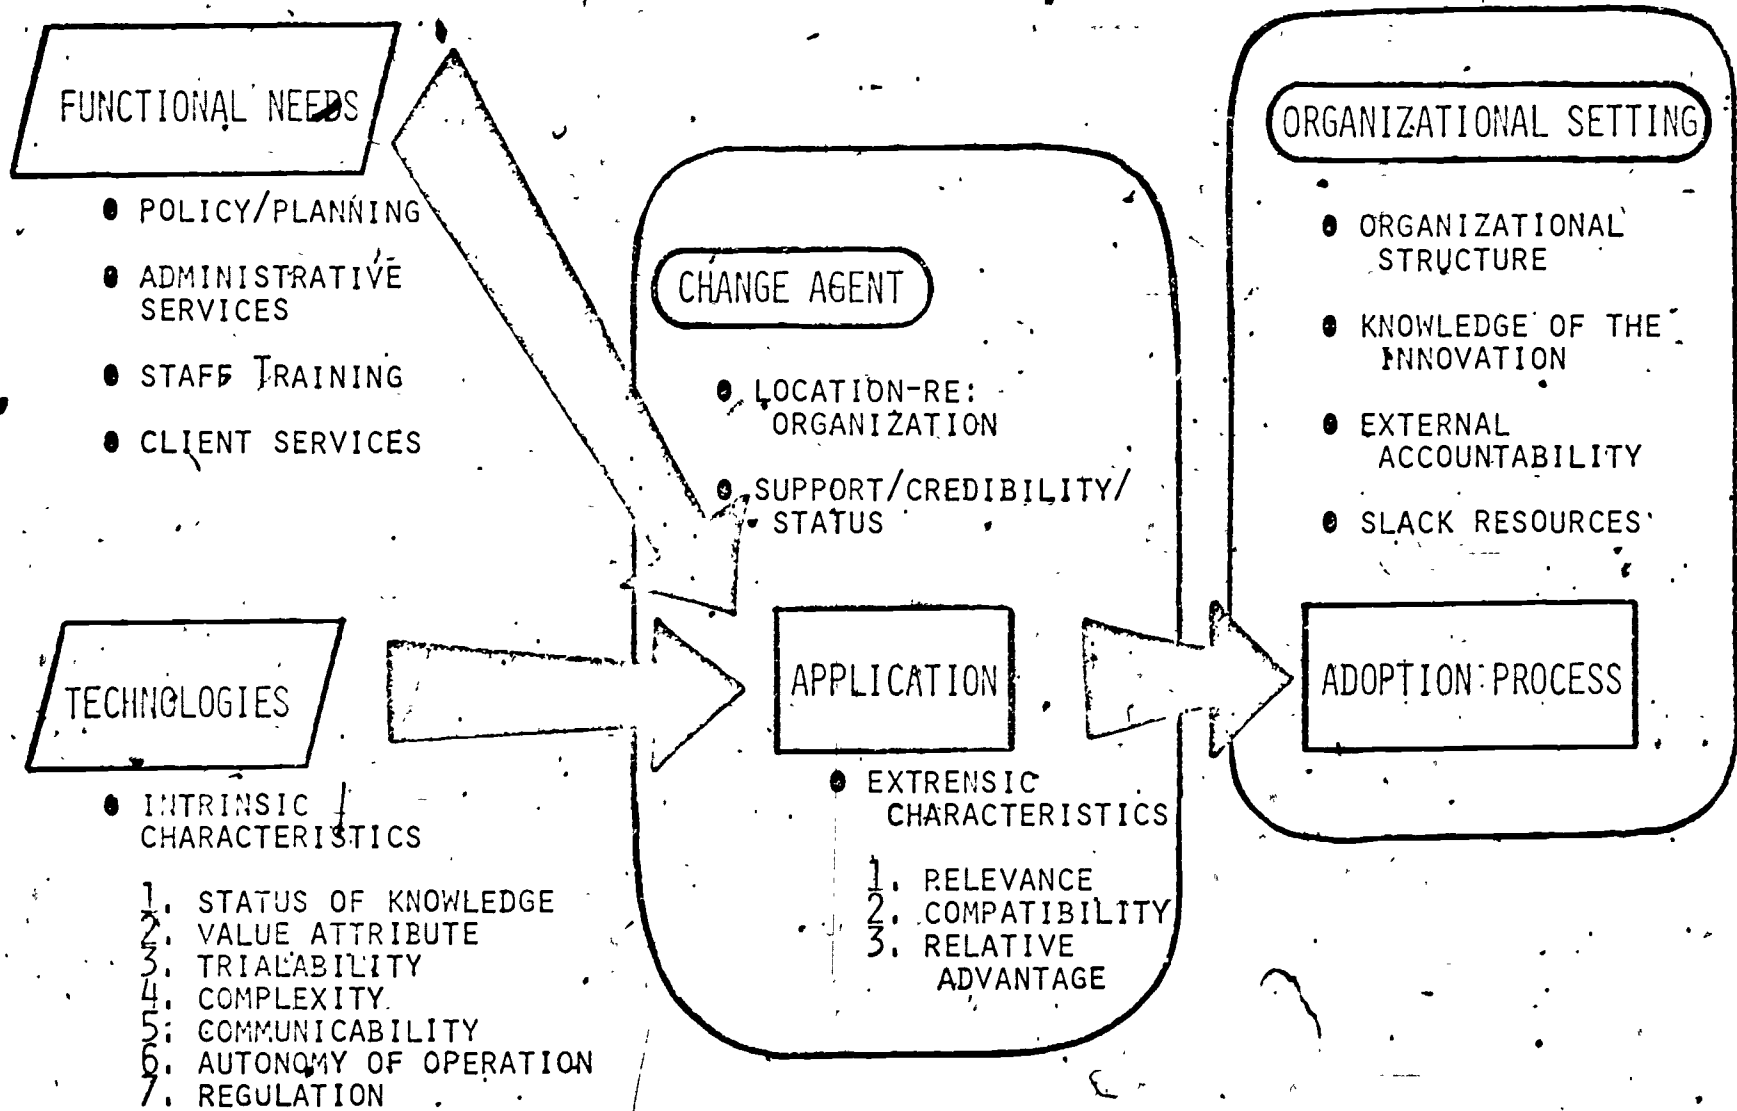 FUNCTIONAL NEEDS
● POLICY/PLANNING
● ADMINISTRATIVE
SERVICES
● STAFF TRAINING
● CLIENT SERVICES
TECHNOLOGIES
● INTRINSIC
CHARACTERISTICS
1. STATUS OF KNOWLEDGE
2. VALUE ATTRIBUTE
3. TRIALABILITY
4. COMPLEXITY
5. COMMUNICABILITY
6. AUTONOMY OF OPERATION
7. REGULATION
CHANGE AGENT
● LOCATION-RE:
ORGANIZATION
● SUPPORT/CREDIBILITY/
STATUS
APPLICATION
● EXTRENSIC
CHARACTERISTICS
1. RELEVANCE
2. COMPATIBILITY
3. RELATIVE
ADVANTAGE
ORGANIZATIONAL SETTING
● ORGANIZATIONAL
STRUCTURE
● KNOWLEDGE OF THE
INNOVATION
● EXTERNAL
ACCOUNTABILITY
● SLACK RESOURCES
ADOPTION PROCESS